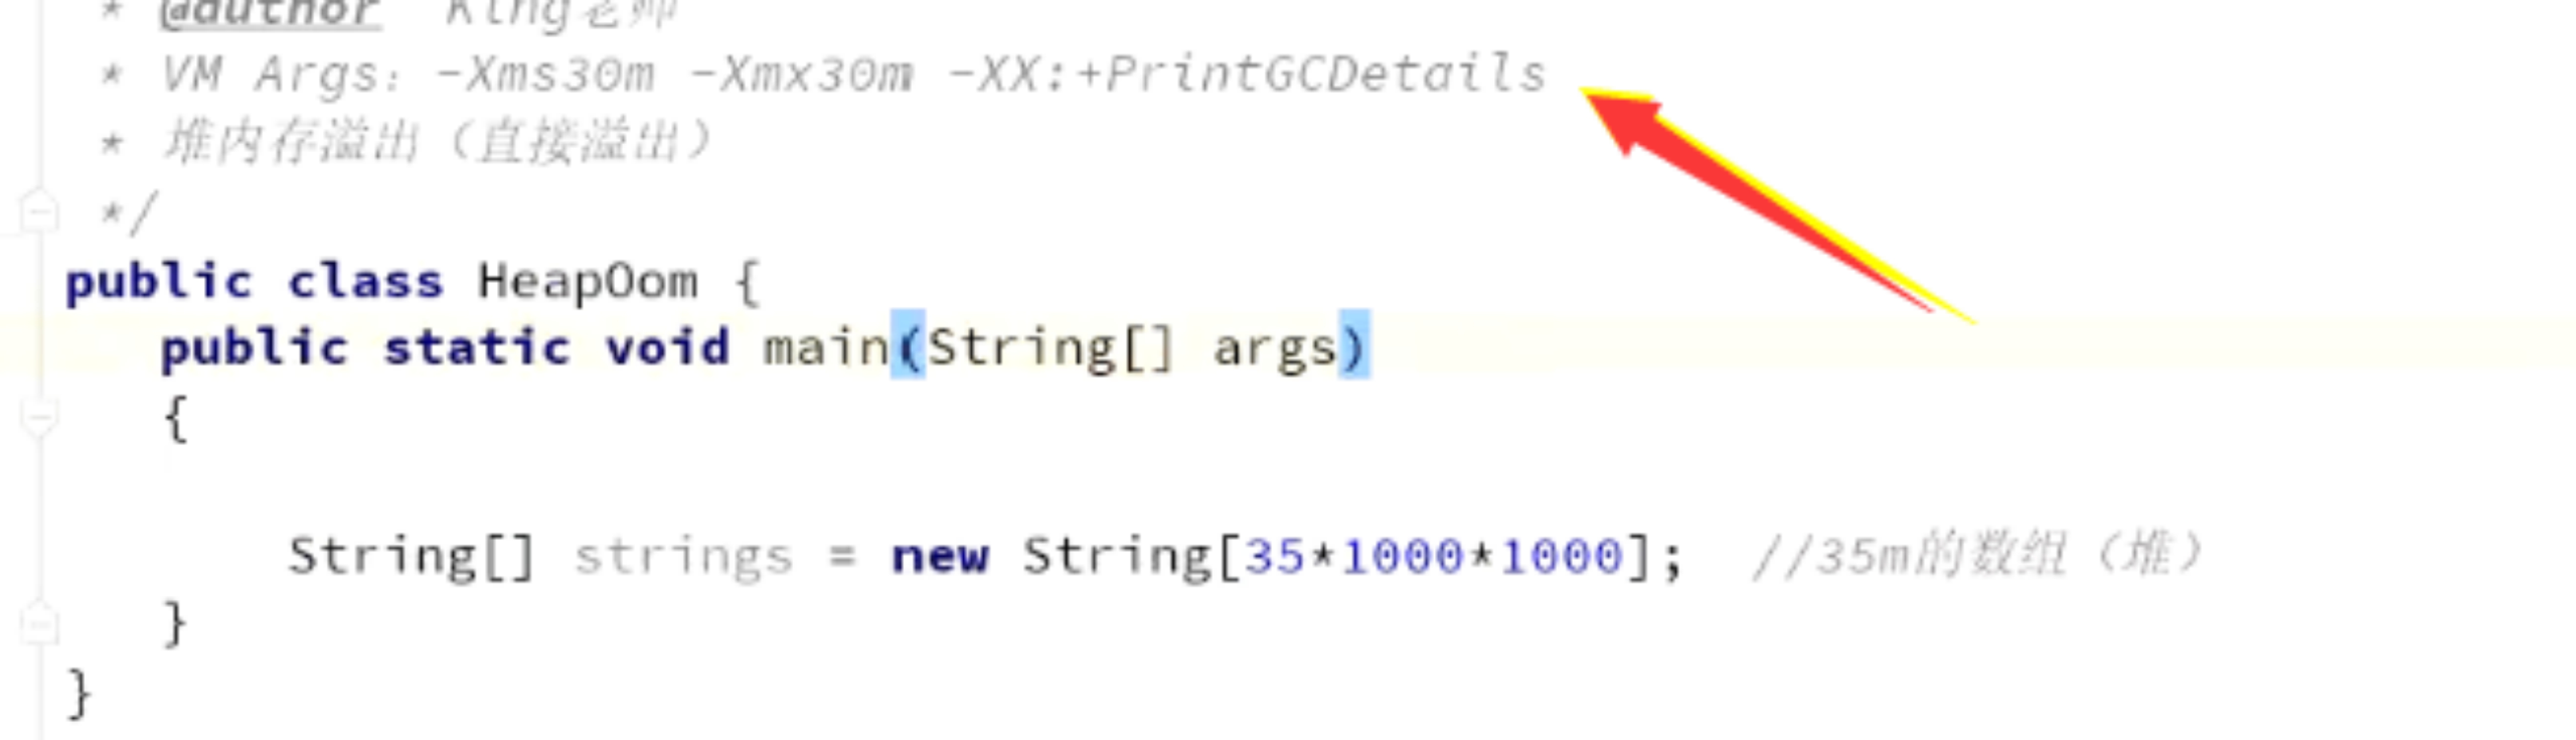 * @author King老师
* VM Args：-Xms30m -Xmx30m -XX:+PrintGCDetails
* 堆内存溢出（直接溢出）
*/
public class HeapOom {
public static void main(String[] args)
{
String[] strings = new String[35*1000*1000]; //35m的数组（堆）
}
}